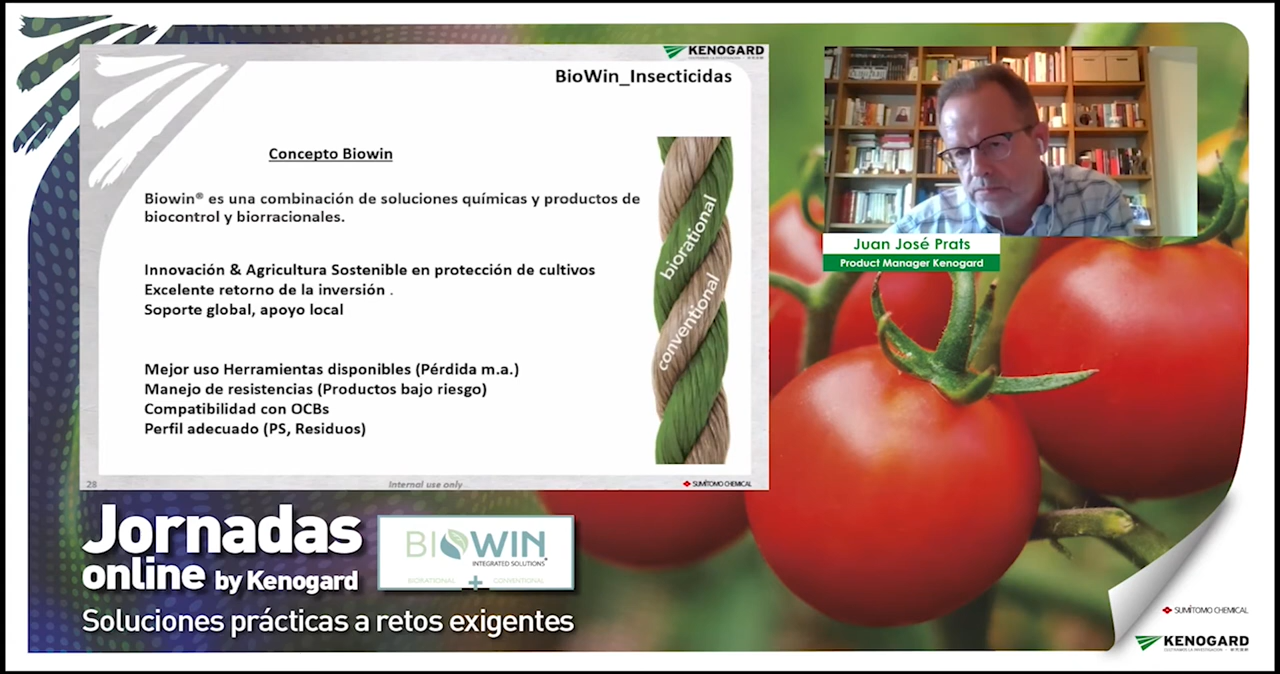 KENOGARD
BioWin_Insecticidas
Concepto Biowin
Biowin® es una combinación de soluciones químicas y productos de
biocontrol y biorracionales.
Innovación & Agricultura Sostenible en protección de cultivos
Excelente retorno de la inversión .
Soporte global, apoyo local
Mejor uso Herramientas disponibles (Pérdida m.a.)
Manejo de resistencias (Productos bajo riesgo)
Compatibilidad con OCBs
Perfil adecuado (PS, Residuos)
biorational
conventional
28
Internal use only
SUMITOMO CHEMICAL
Juan José Prats
Product Manager Kenogard
Jornadas
online by Kenogard
BIOWIN
INTEGRATED SOLUTIONS™
BIORATIONAL + CONVENTIONAL
Soluciones prácticas a retos exigentes
SUMITOMO CHEMICAL
KENOGARD